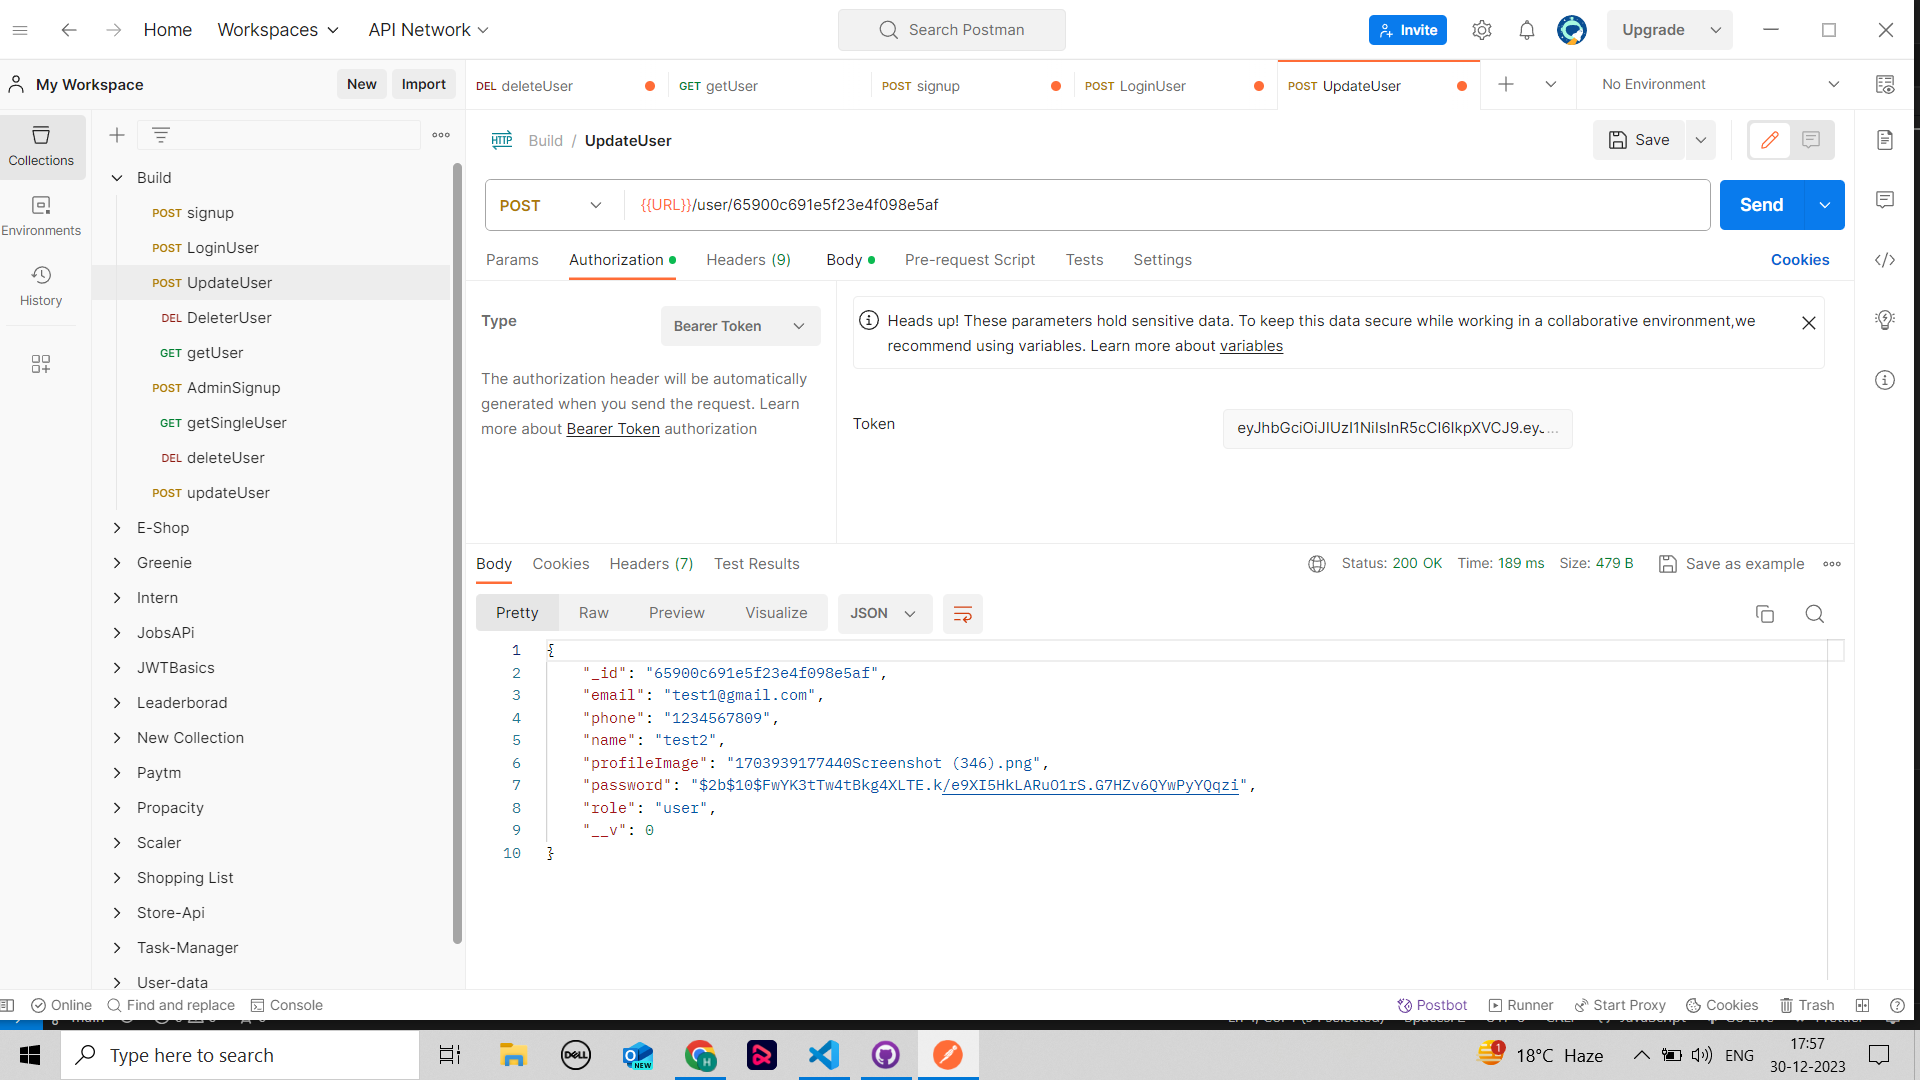 Home Workspaces API Network Search Postman Invite Upgrade
My Workspace New Import DEL deleteUser GET getUser POST signup POST LoginUser POST UpdateUser No Environment
Collections
Environments
History
Build
POST signup
POST LoginUser
POST UpdateUser
DEL DeleterUser
GET getUser
POST AdminSignup
GET getSingleUser
DEL deleteUser
POST updateUser
E-Shop
Greenie
Intern
JobsAPi
JWTBasics
Leaderborad
New Collection
Paytm
Propacity
Scaler
Shopping List
Store-Api
Task-Manager
User-data
HTTP Build / UpdateUser Save
POST {{URL}}/user/65900c691e5f23e4f098e5af Send
Params Authorization Headers (9) Body Pre-request Script Tests Settings Cookies
Type Bearer Token
The authorization header will be automatically
generated when you send the request. Learn
more about Bearer Token authorization
Heads up! These parameters hold sensitive data. To keep this data secure while working in a collaborative environment,we
recommend using variables. Learn more about variables
Token eyJhbGciOiJIUzI1NiIsInR5cCI6IkpXVCJ9.eyJ...
Body Cookies Headers (7) Test Results Status: 200 OK Time: 189 ms Size: 479 B Save as example
Pretty Raw Preview Visualize JSON
1 {
2 "_id": "65900c691e5f23e4f098e5af",
3 "email": "test1@gmail.com",
4 "phone": "1234567809",
5 "name": "test2",
6 "profileImage": "1703939177440Screenshot (346).png",
7 "password": "$2b$10$FwYK3tTw4tBkg4XLTE.k/e9XI5HkLARuO1rS.G7HZv6QYwPyYQqzi",
8 "role": "user",
9 "__v": 0
10 }
Online Find and replace Console Postbot Runner Start Proxy Cookies Trash
Type here to search DELL NEW H 1 18°C Haze ENG 17:57
30-12-2023